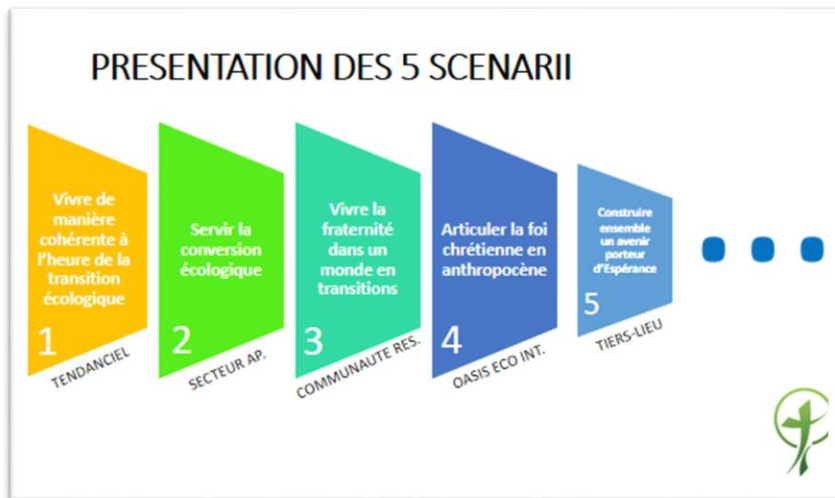 PRESENTATION DES 5 SCENARII
Vivre de
manière
cohérente à
l'heure de la
transition
écologique
1
TENDANCIEL
Servir la
conversion
écologique
2
SECTEUR AP.
Vivre la
fraternité
dans un
monde en
transitions
3
COMMUNAUTE RES.
Articuler la foi
chrétienne en
anthropocène
4
OASIS ECO INT.
Construire
ensemble
un avenir
porteur
d'Espérance
5
TIERS-LIEU